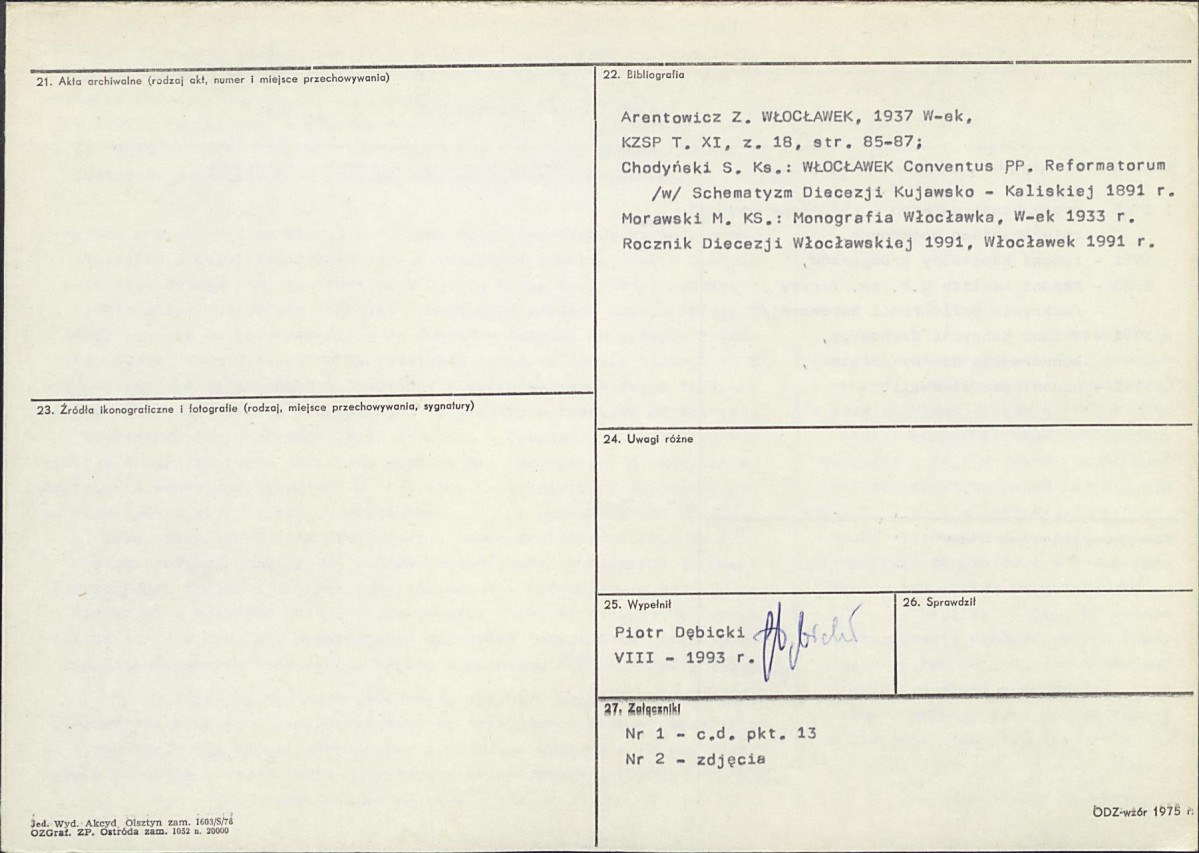 21. Akta archiwalne (rodzaj akt, numer i miejsce przechowywania)
22. Bibliografia
Arentowicz Z. WŁOCŁAWEK, 1937 W-ek,
KZSP T. XI, z. 18, str. 85-87;
Chodyński S. Ks.: WŁOCŁAWEK Conventus PP. Reformatorum
/w/ Schematyzm Diecezji Kujawsko - Kaliskiej 1891 r.
Morawski M. KS.: Monografia Włocławka, W-ek 1933 r.
Rocznik Diecezji Włocławskiej 1991, Włocławek 1991 r.
23. Źródła ikonograficzne i fotografie (rodzaj, miejsce przechowywania, sygnatury)
24. Uwagi różne
25. Wypełnił
Piotr Dębicki
VIII - 1993 r.
26. Sprawdził
27. Załączniki
Nr 1 - c.d. pkt. 13
Nr 2 - zdjęcia
Jed. Wyd. Akcyd. Olsztyn zam. 1603/S/78
OZGraf. ZP. Ostróda zam. 1052 n. 20000
ODZ-wzór 1975 r.